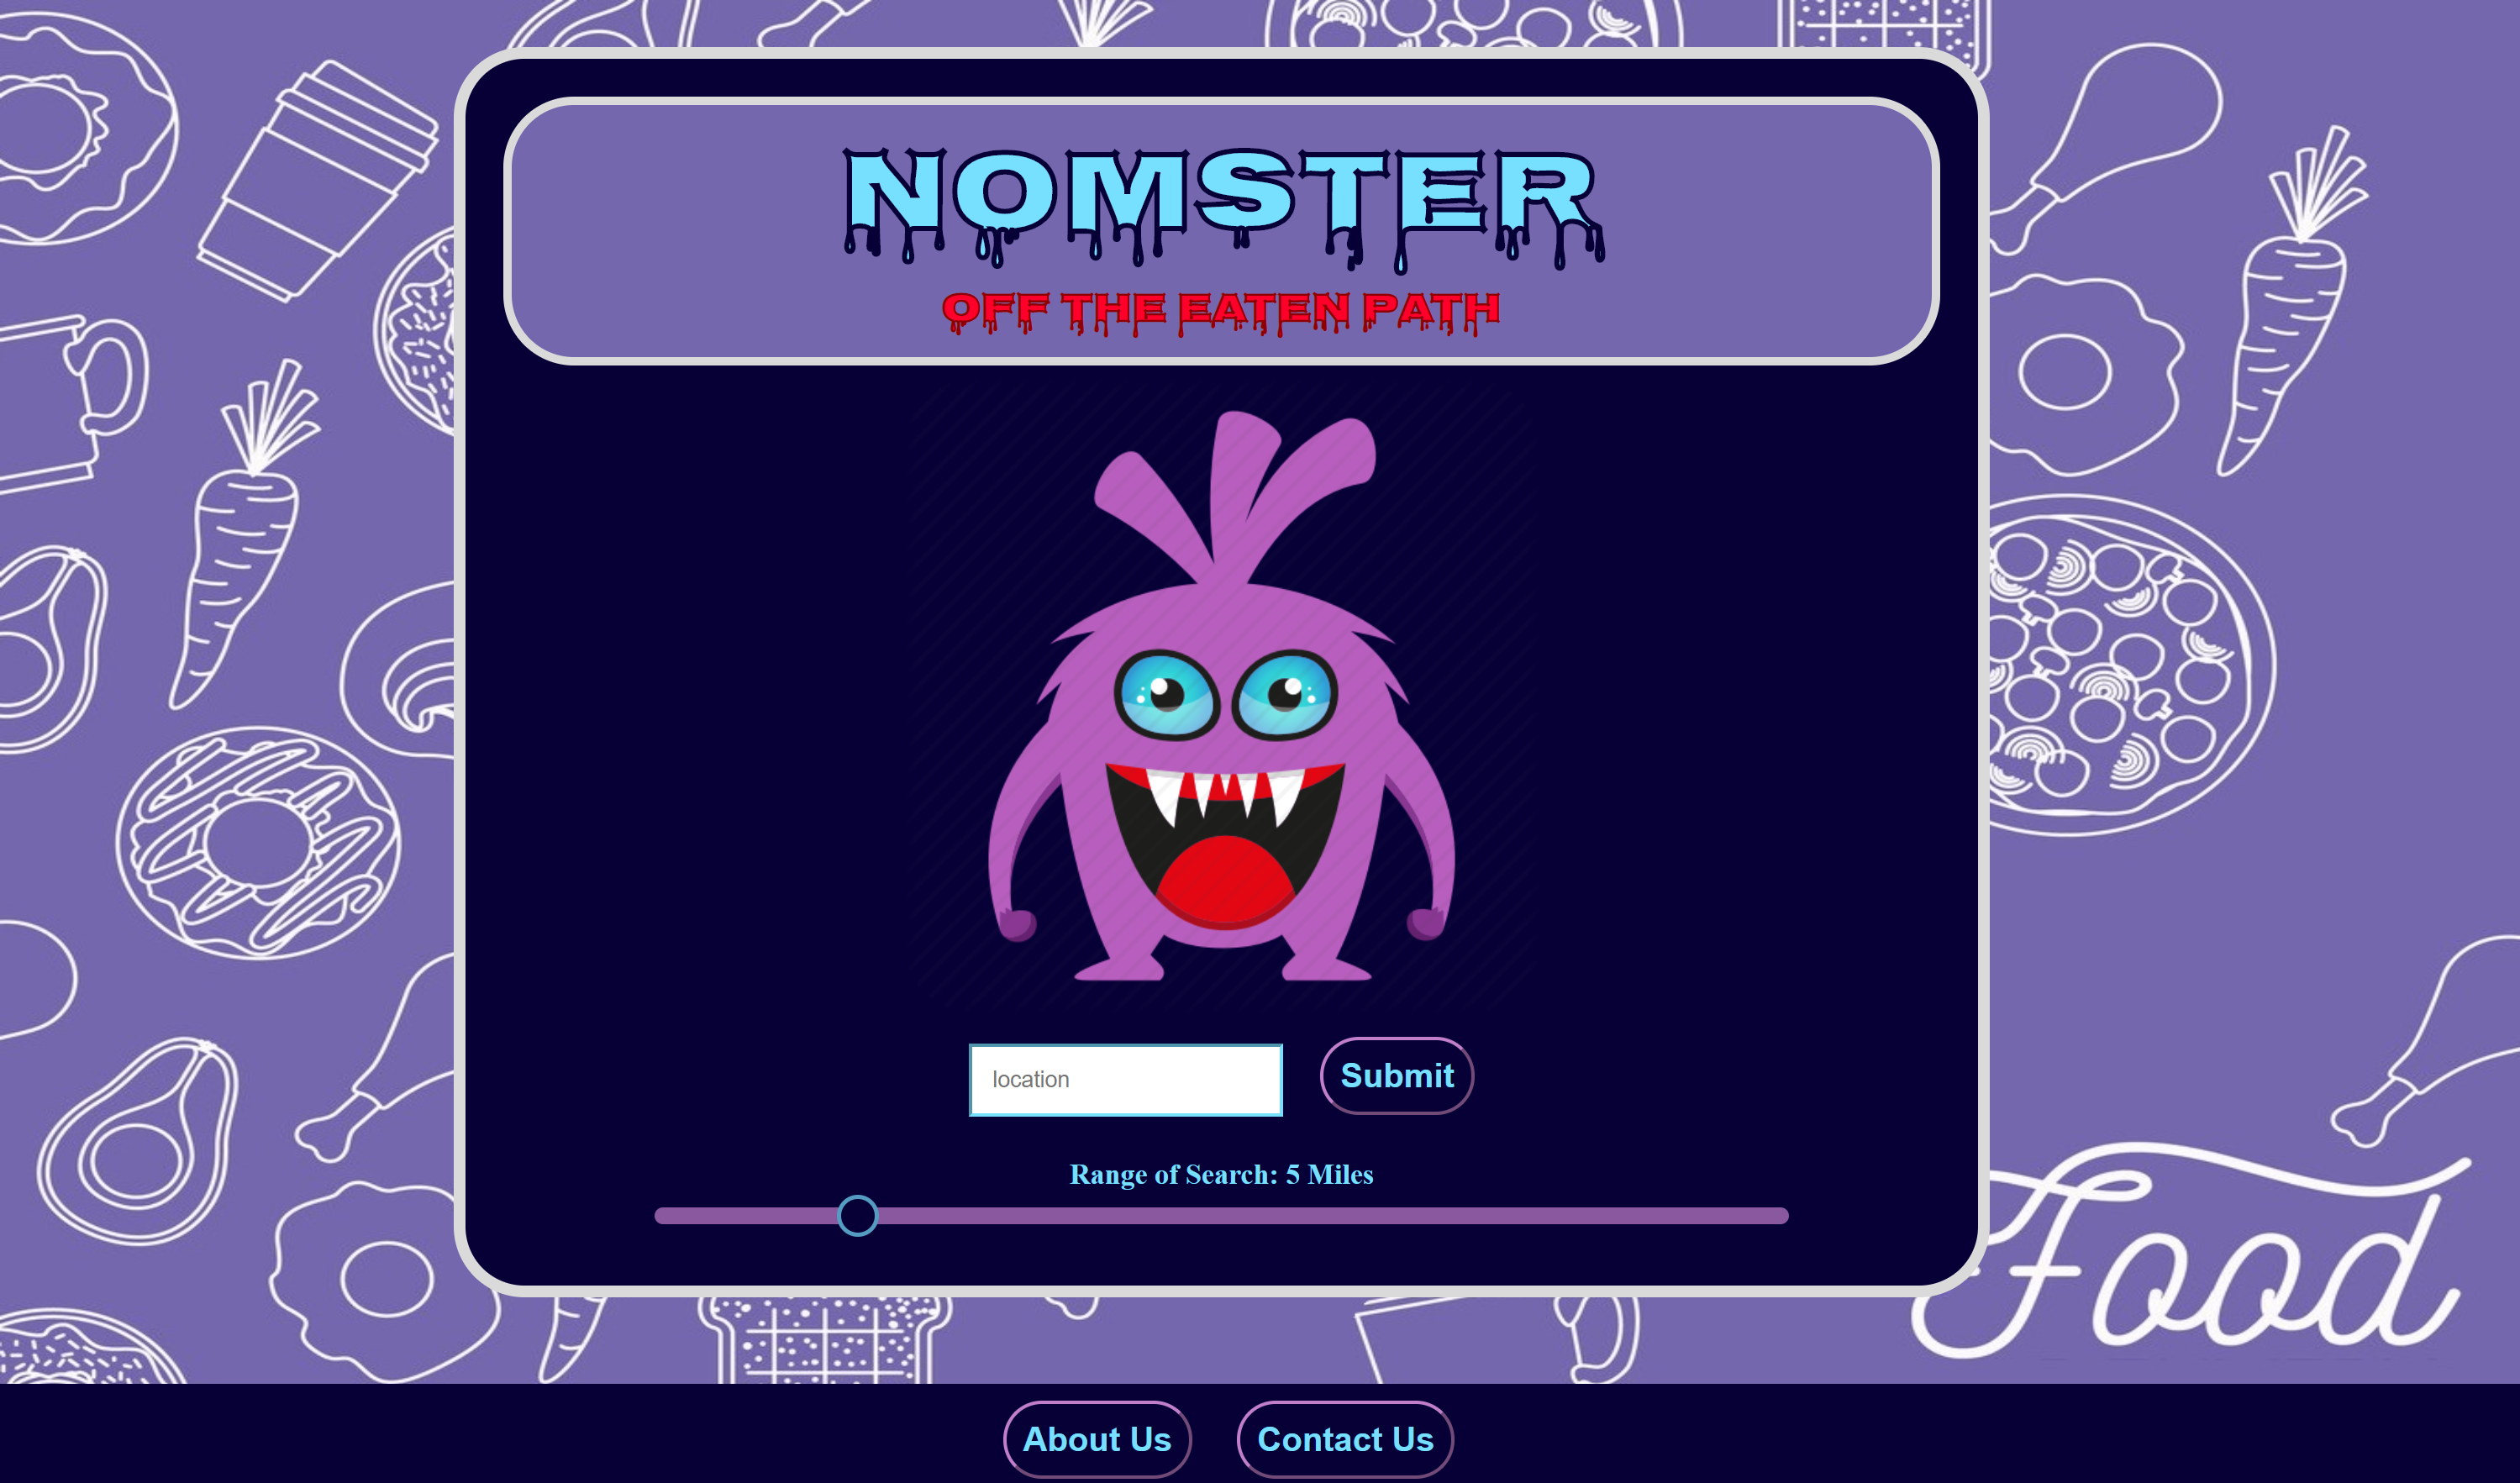 NOMSTER
OFF THE EATEN PATH
location
Submit
Range of Search: 5 Miles
Food
About Us
Contact Us